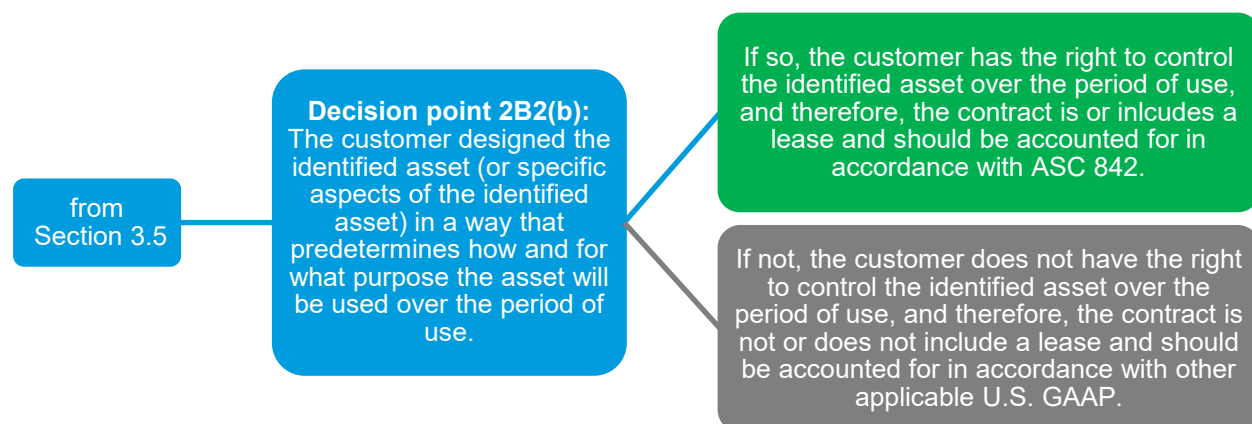 from
Section 3.5
Decision point 2B2(b):
The customer designed the
identified asset (or specific
aspects of the identified
asset) in a way that
predetermines how and for
what purpose the asset will
be used over the period of
use.
If so, the customer has the right to control
the identified asset over the period of use,
and therefore, the contract is or inlcudes a
lease and should be accounted for in
accordance with ASC 842.
If not, the customer does not have the right
to control the identified asset over the
period of use, and therefore, the contract is
not or does not include a lease and should
be accounted for in accordance with other
applicable U.S. GAAP.